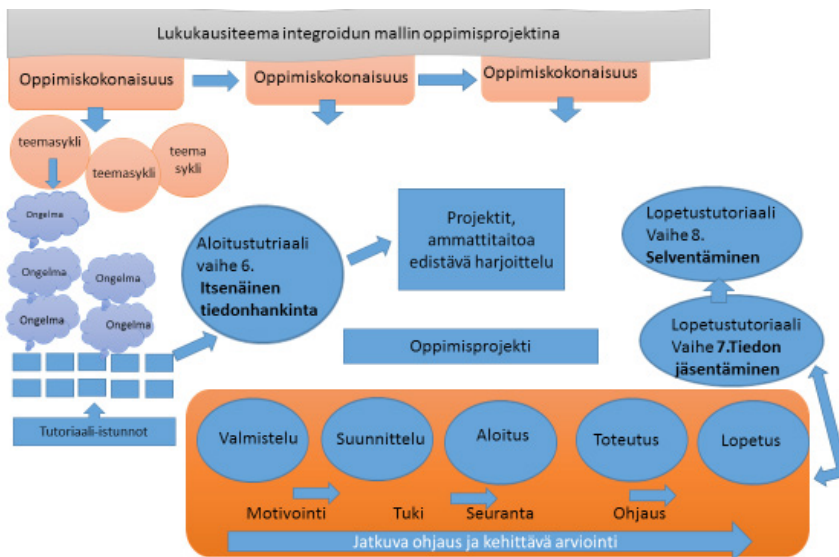 Lukukausiteema integroidun mallin oppimisprojektina
Oppimiskokonaisuus
Oppimiskokonaisuus
Oppimiskokonaisuus
teemasykli
teemasykli
teema
sykli
Ongelma
Ongelma
Ongelma
Ongelma
Ongelma
Tutoriaali-istunnot
Aloitustutriaali
vaihe 6.
Itsenäinen
tiedonhankinta
Projektit,
ammattitaitoa
edistävä harjoittelu
Oppimisprojekti
Lopetustutoriaali
Vaihe 8.
Selventäminen
Lopetustutoriaali
Vaihe 7.Tiedon
jäsentäminen
Valmistelu
Suunnittelu
Aloitus
Toteutus
Lopetus
Motivointi
Tuki
Seuranta
Ohjaus
Jatkuva ohjaus ja kehittävä arviointi